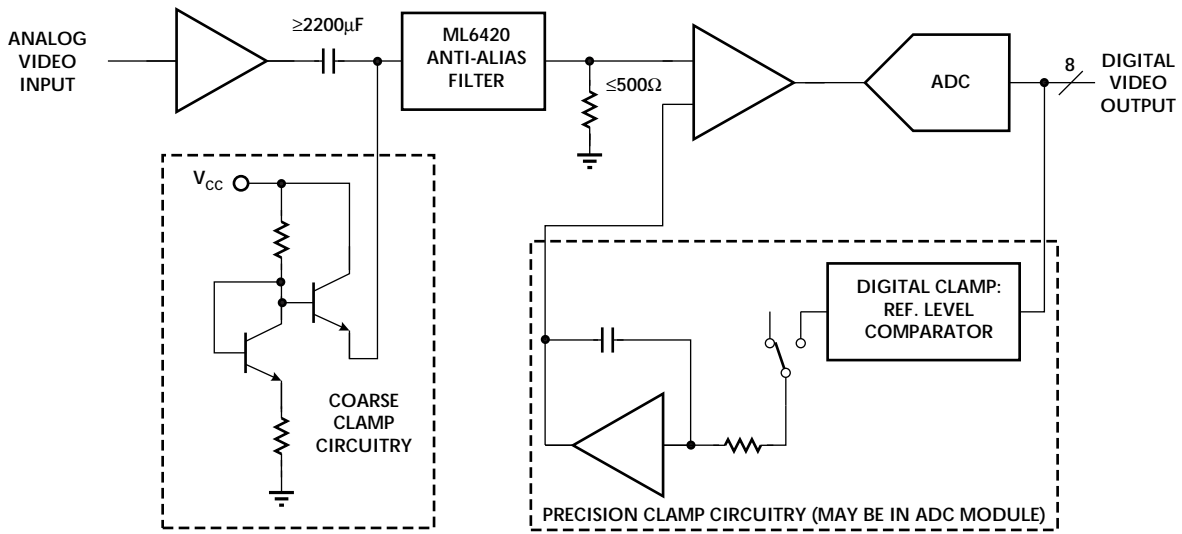 ANALOG
VIDEO
INPUT
≥2200µF
ML6420
ANTI-ALIAS
FILTER
≤500Ω
ADC
8
DIGITAL
VIDEO
OUTPUT
VCC
COARSE
CLAMP
CIRCUITRY
DIGITAL CLAMP:
REF. LEVEL
COMPARATOR
PRECISION CLAMP CIRCUITRY (MAY BE IN ADC MODULE)